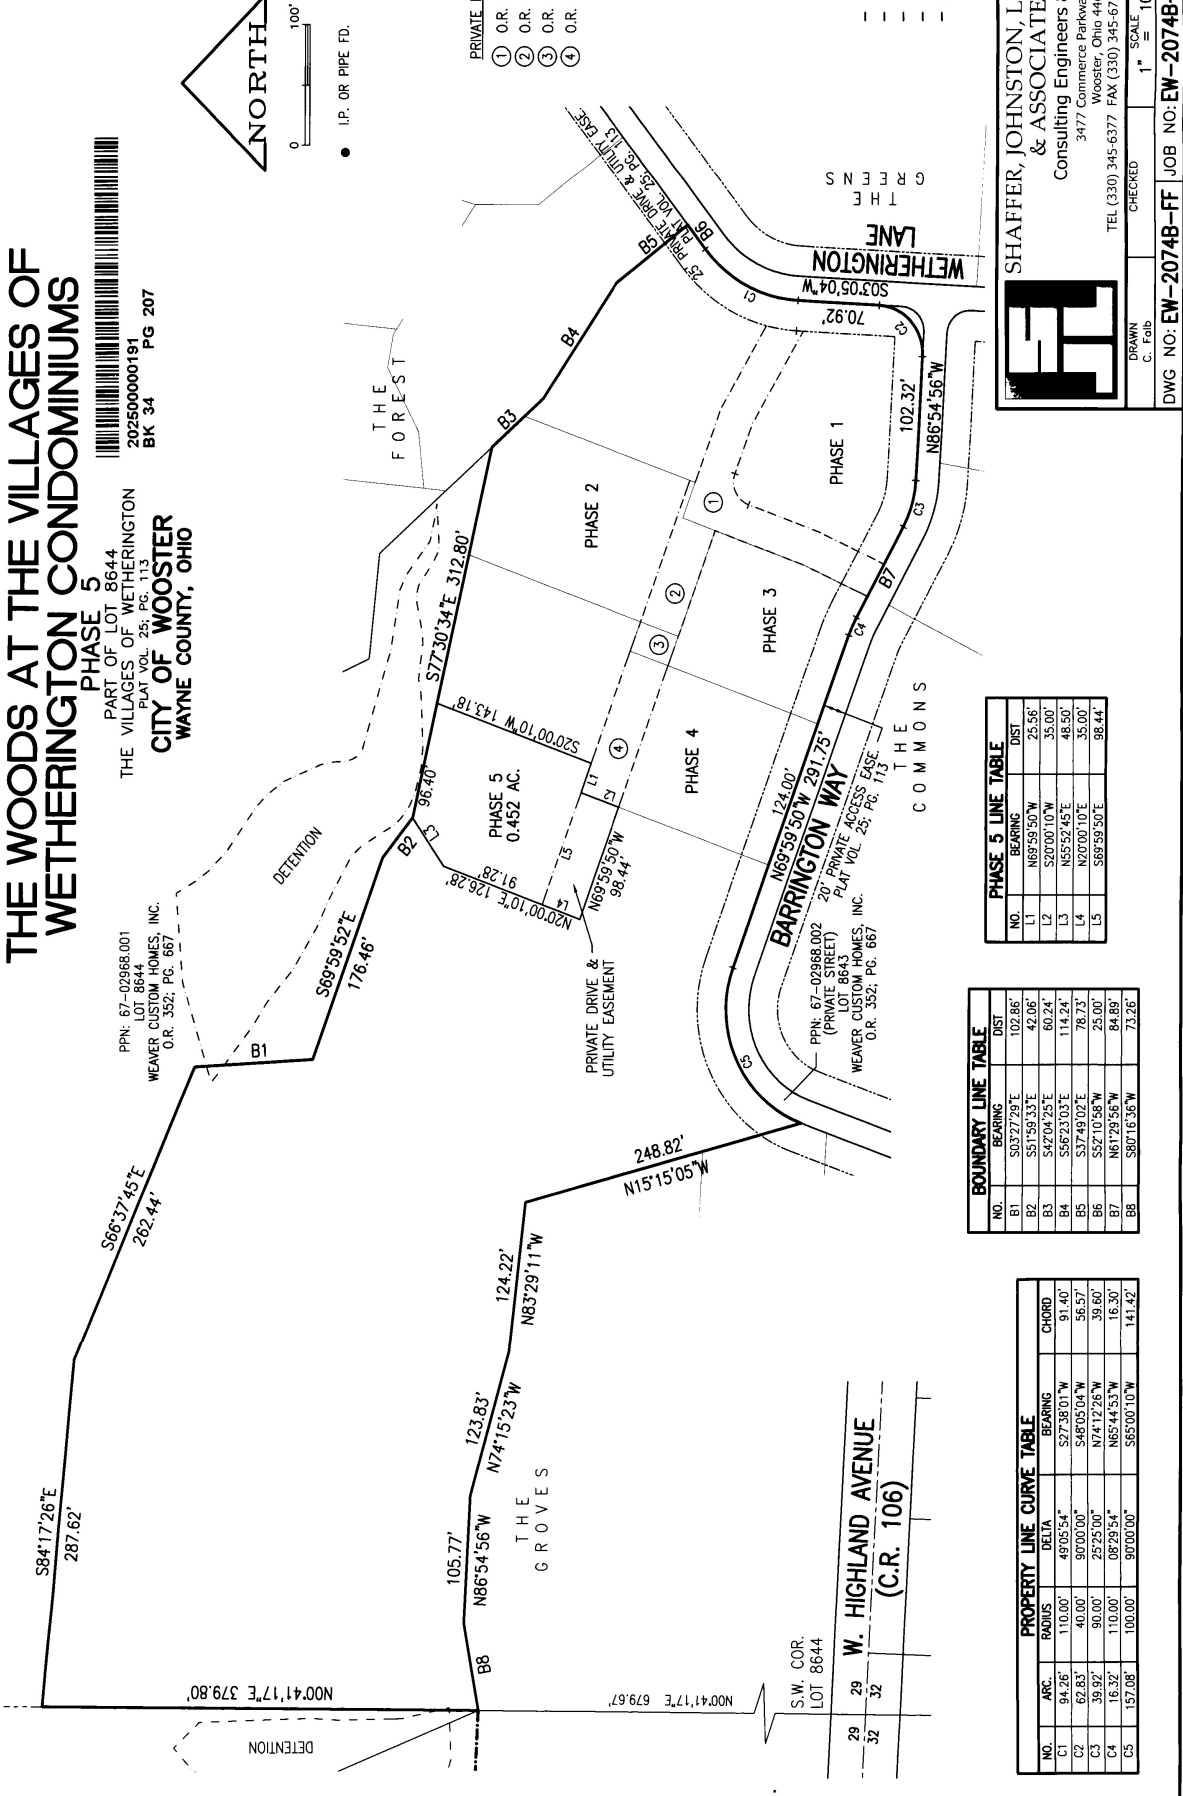 THE WOODS AT THE VILLAGES OF
WETHERINGTON CONDOMINIUMS
PHASE 5
PART OF LOT 8644
THE VILLAGES OF WETHERINGTON
PLAT VOL. 25; PG. 113
CITY OF WOOSTER
WAYNE COUNTY, OHIO
202500000191
BK 34 PG 207
NORTH
0 100'
● I.P. OR PIPE FD.
PRIVATE
① O.R.
② O.R.
③ O.R.
④ O.R.
S84°17'26"E
287.62'
S66°37'45"E
262.44'
PPN: 67-02968.001
LOT 8644
WEAVER CUSTOM HOMES, INC.
O.R. 352; PG. 667
B1
DETENTION
S69°59'52"E
176.46'
B2
96.40'
L3
S77°30'34"E 312.80'
THE
FOREST
B3
B4
B5
B6
25' PRIVATE DRIVE & UTILITY EASE.
PLAT VOL. 25; PG. 113
PRIVATE DRIVE & UTILITY EASE.
PLAT VOL. 25, PG. 113
PHASE 5
0.452 AC.
S20°00'10"W 143.18'
91.28'
N20°00'10"E 126.28'
L1
L2
L5
L4
N69°59'50"W
98.44'
PRIVATE DRIVE &
UTILITY EASEMENT
PHASE 2
PHASE 1
PHASE 3
PHASE 4
①
②
③
④
C1
S03°05'04"W
70.92'
C2
WETHERINGTON
LANE
THE
GREENS
102.32'
N86°54'56"W
C3
B7
C4
124.00'
N69°59'50"W 291.75'
BARRINGTON WAY
20' PRIVATE ACCESS EASE.
PLAT VOL. 25; PG. 113
THE
COMMONS
PPN: 67-02968.002
(PRIVATE STREET)
LOT 8643
WEAVER CUSTOM HOMES, INC.
O.R. 352; PG. 667
C5
248.82'
N15°15'05"W
124.22'
N83°29'11"W
123.83'
N74°15'23"W
105.77'
N86°54'56"W
THE
GROVES
B8
N00°41'17"E 379.80'
DETENTION
N00°41'17"E 679.67'
S.W. COR.
LOT 8644
29 29
32 32
W. HIGHLAND AVENUE
(C.R. 106)
PROPERTY LINE CURVE TABLE
NO. ARC. RADIUS DELTA BEARING CHORD
C1 94.26' 110.00' 49°05'54" S27°38'01"W 91.40'
C2 62.83' 40.00' 90°00'00" S48°05'04"W 56.57'
C3 39.92' 90.00' 25°25'00" N74°12'26"W 39.60'
C4 16.32' 110.00' 08°29'54" N65°44'53"W 16.30'
C5 157.08' 100.00' 90°00'00" S65°00'10"W 141.42'
BOUNDARY LINE TABLE
NO. BEARING DIST
B1 S03°27'29"E 102.86'
B2 S51°59'33"E 42.06'
B3 S42°04'25"E 60.24'
B4 S56°23'03"E 114.24'
B5 S37°49'02"E 78.73'
B6 S52°10'58"W 25.00'
B7 N61°29'56"W 84.89'
B8 S80°16'36"W 73.26'
PHASE 5 LINE TABLE
NO. BEARING DIST
L1 N69°59'50"W 25.56'
L2 S20°00'10"W 35.00'
L3 N55°52'45"E 48.50'
L4 N20°00'10"E 35.00'
L5 S69°59'50"E 98.44'
SHAFFER, JOHNSTON, L
& ASSOCIATE
Consulting Engineers
3477 Commerce Parkwa
Wooster, Ohio 44
TEL (330) 345-6377 FAX (330) 345-67
DRAWN
C. Falb
CHECKED
SCALE
1" = 10
DWG NO: EW-2074B-FF JOB NO: EW-2074B-